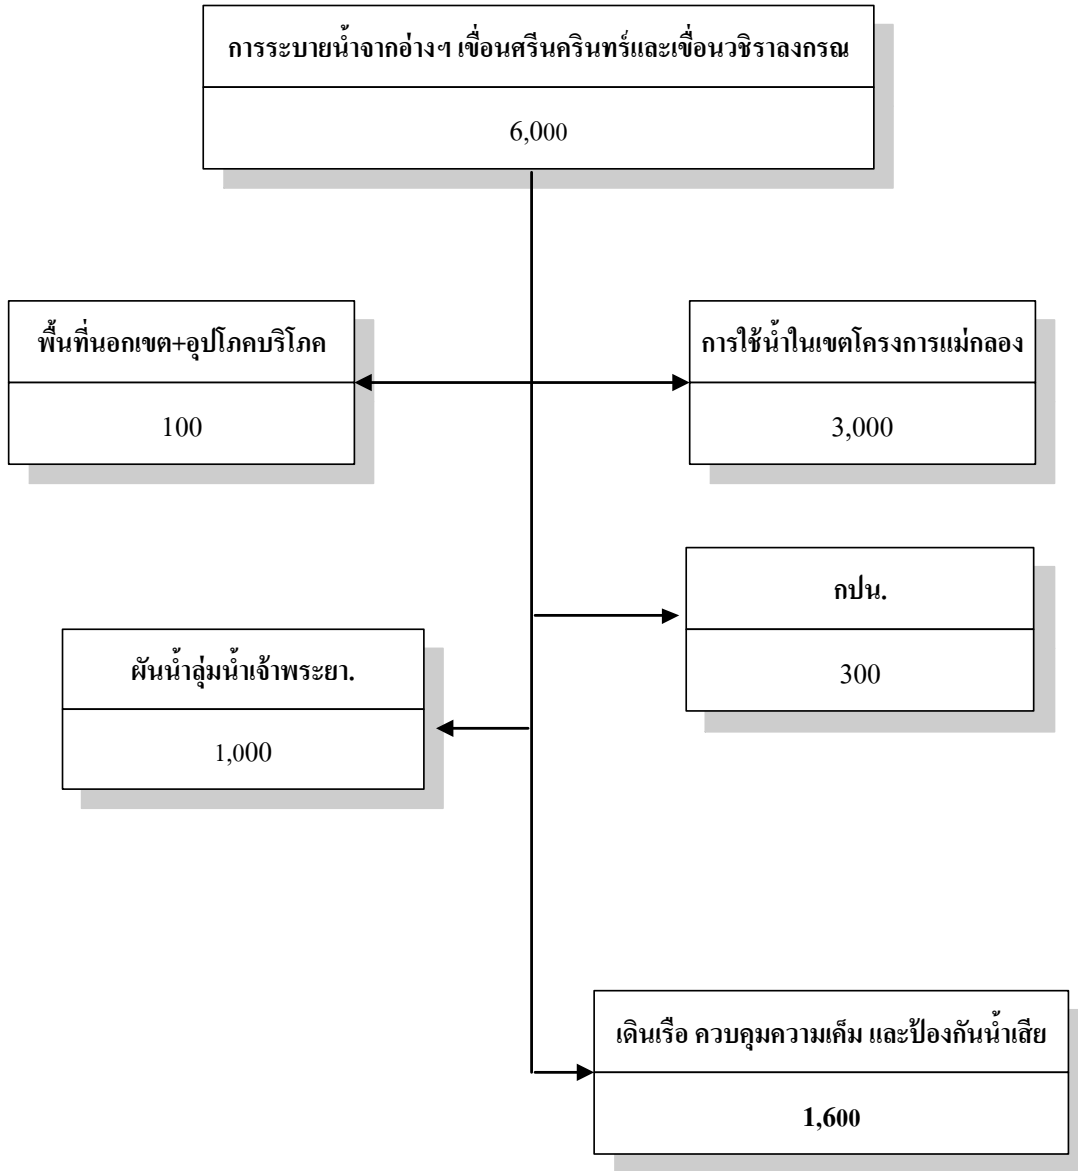 การระบายน้ำจากอ่างฯ เขื่อนศรีนครินทร์และเขื่อนวชิราลงกรณ
6,000
พื้นที่นอกเขต+อุปโภคบริโภค
100
การใช้น้ำในเขตโครงการแม่กลอง
3,000
กปน.
300
ผันน้ำลุ่มน้ำเจ้าพระยา.
1,000
เดินเรือ ควบคุมความเค็ม และป้องกันน้ำเสีย
1,600